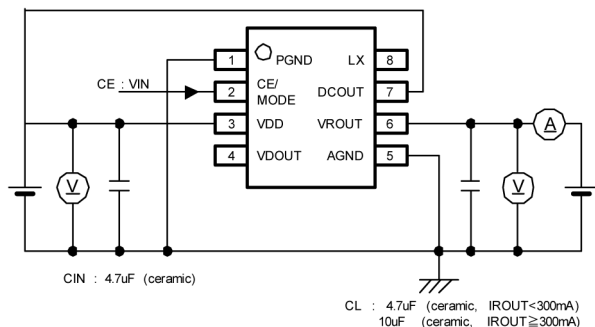 1 PGND LX 8
CE : VIN
2 CE/ MODE DCOUT 7
3 VDD VROUT 6 A
4 VDOUT AGND 5
V V
CIN : 4.7uF (ceramic)
CL : 4.7uF (ceramic, IROUT<300mA)
10uF (ceramic, IROUT≧300mA)